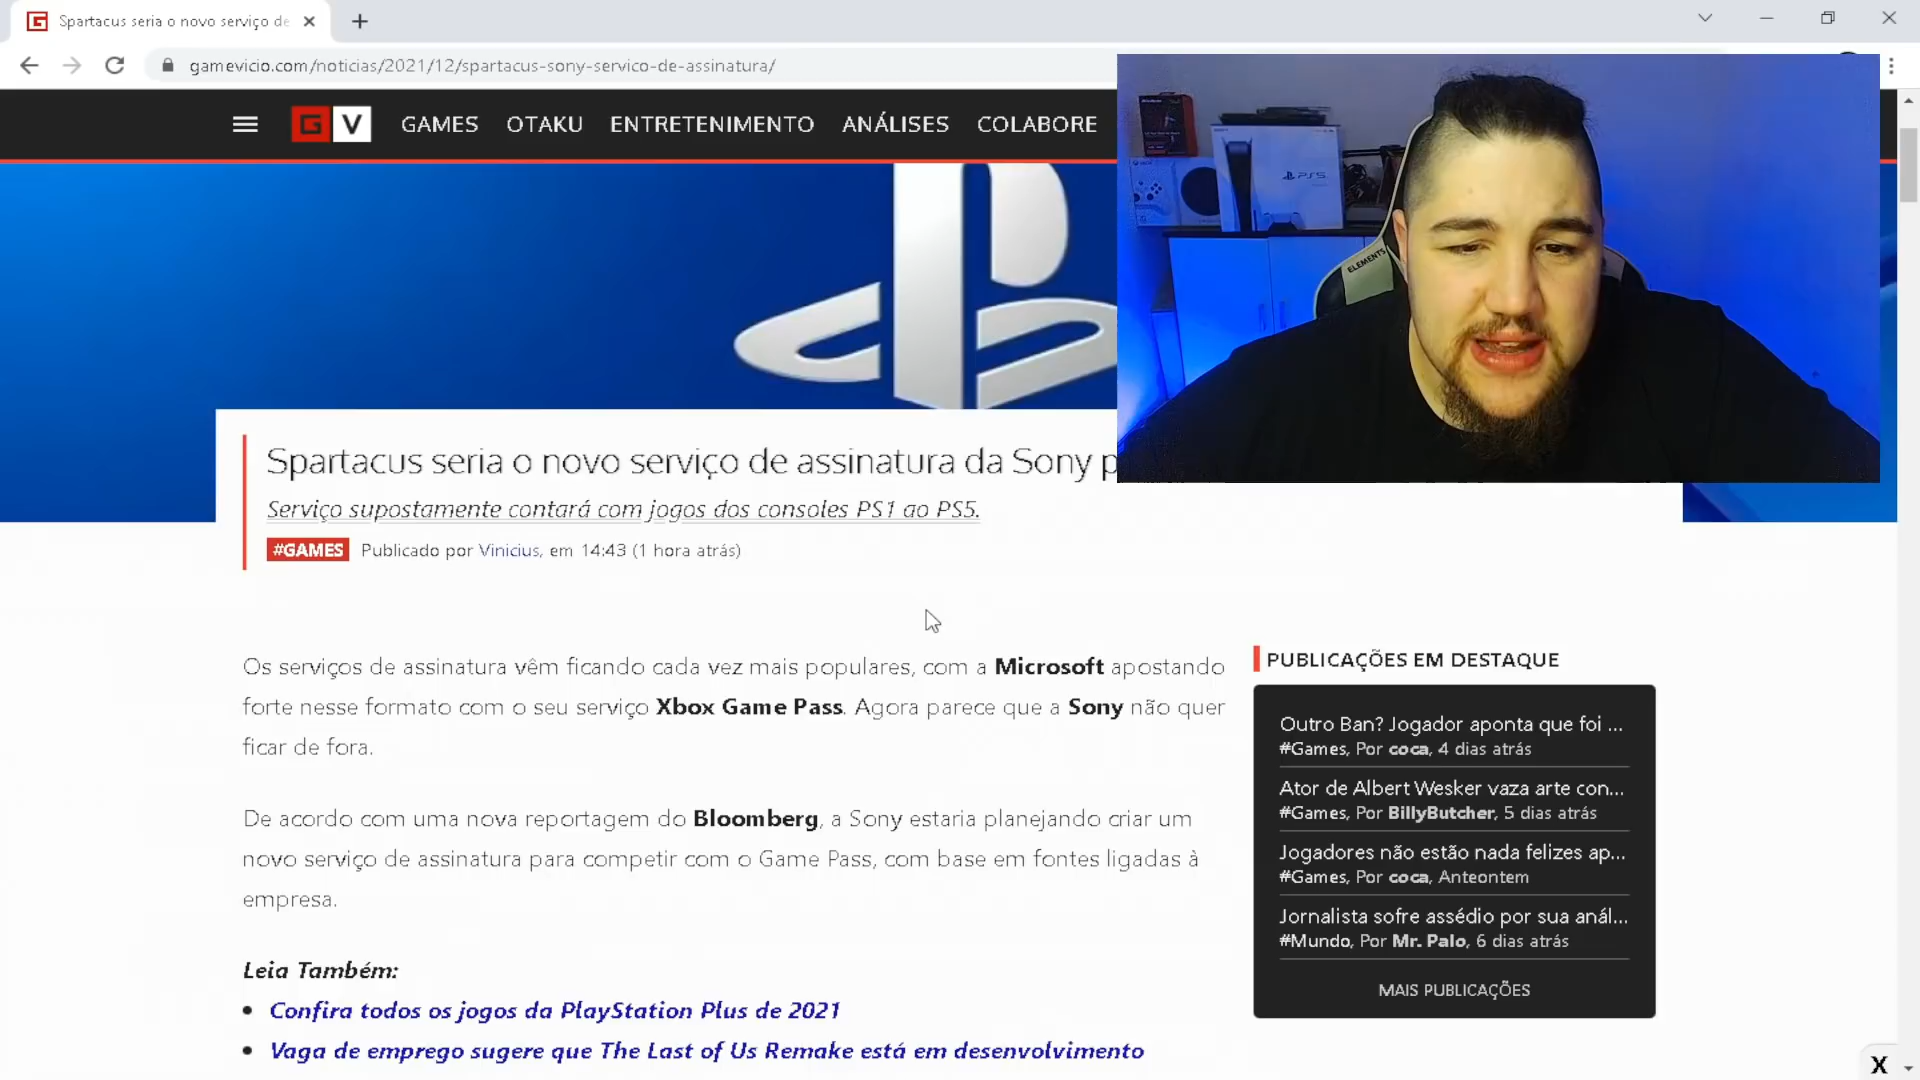 Spartacus seria o novo serviço de
gamevicio.com/noticias/2021/12/spartacus-sony-servico-de-assinatura/
G V GAMES OTAKU ENTRETENIMENTO ANÁLISES COLABORE
PS5
ELEMENTS
Spartacus seria o novo serviço de assinatura da Sony p
Serviço supostamente contará com jogos dos consoles PS1 ao PS5.
#GAMES Publicado por Vinicius, em 14:43 (1 hora atrás)
Os serviços de assinatura vêm ficando cada vez mais populares, com a Microsoft apostando
forte nesse formato com o seu serviço Xbox Game Pass. Agora parece que a Sony não quer
ficar de fora.
De acordo com uma nova reportagem do Bloomberg, a Sony estaria planejando criar um
novo serviço de assinatura para competir com o Game Pass, com base em fontes ligadas à
empresa.
Leia Também:
• Confira todos os jogos da PlayStation Plus de 2021
• Vaga de emprego sugere que The Last of Us Remake está em desenvolvimento
PUBLICAÇÕES EM DESTAQUE
Outro Ban? Jogador aponta que foi ...
#Games, Por coca, 4 dias atrás
Ator de Albert Wesker vaza arte con...
#Games, Por BillyButcher, 5 dias atrás
Jogadores não estão nada felizes ap...
#Games, Por coca, Anteontem
Jornalista sofre assédio por sua anál...
#Mundo, Por Mr. Palo, 6 dias atrás
MAIS PUBLICAÇÕES
X